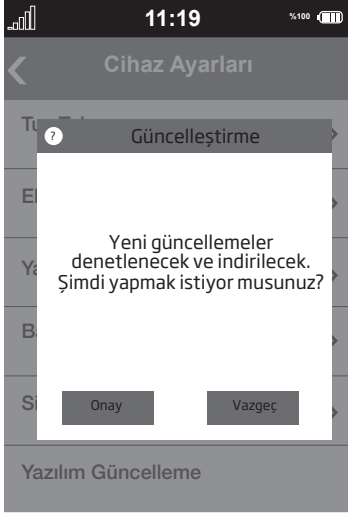 11:19
%100
Cihaz Ayarları
Güncelleştirme
Yeni güncellemeler
denetlenecek ve indirilecek.
Şimdi yapmak istiyor musunuz?
Onay
Vazgeç
Yazılım Güncelleme